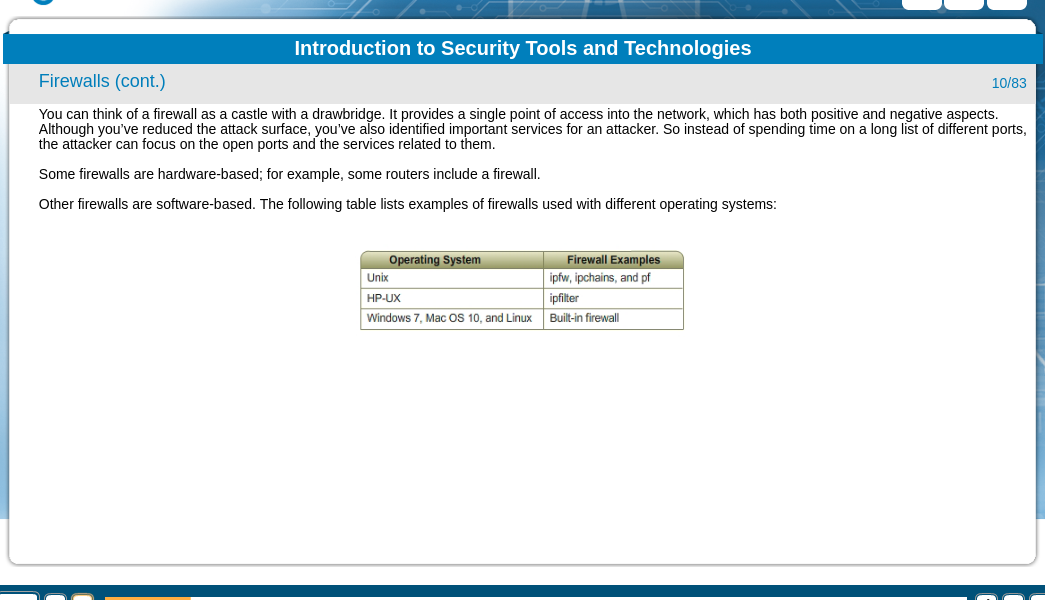 Introduction to Security Tools and Technologies
Firewalls (cont.)
10/83
You can think of a firewall as a castle with a drawbridge. It provides a single point of access into the network, which has both positive and negative aspects.
Although you’ve reduced the attack surface, you’ve also identified important services for an attacker. So instead of spending time on a long list of different ports,
the attacker can focus on the open ports and the services related to them.
Some firewalls are hardware-based; for example, some routers include a firewall.
Other firewalls are software-based. The following table lists examples of firewalls used with different operating systems:
Operating System Firewall Examples
Unix ipfw, ipchains, and pf
HP-UX ipfilter
Windows 7, Mac OS 10, and Linux Built-in firewall